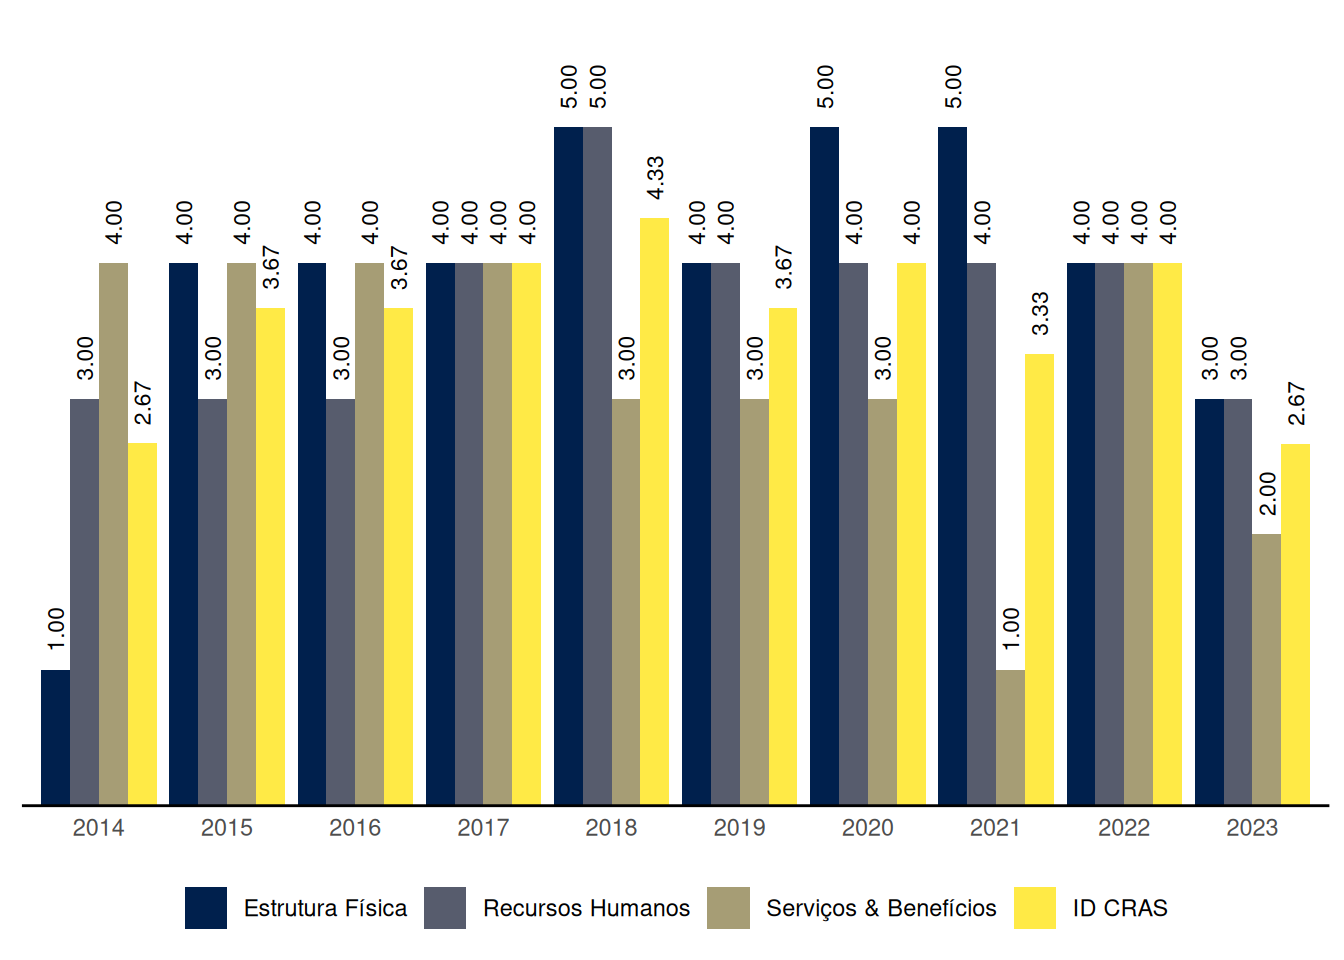 5.00 5.00 5.00 5.00
4.33
4.00 4.00 4.00 4.00 4.00 4.00 4.00 4.00 4.00 4.00 4.00 4.00 4.00 4.00 4.00 4.00 4.00 4.00 4.00
3.67 3.67 3.67
3.33
3.00 3.00 3.00 3.00 3.00 3.00 3.00 3.00
2.67 2.67
2.00
1.00 1.00
2014 2015 2016 2017 2018 2019 2020 2021 2022 2023
Estrutura Física Recursos Humanos Serviços & Benefícios ID CRAS